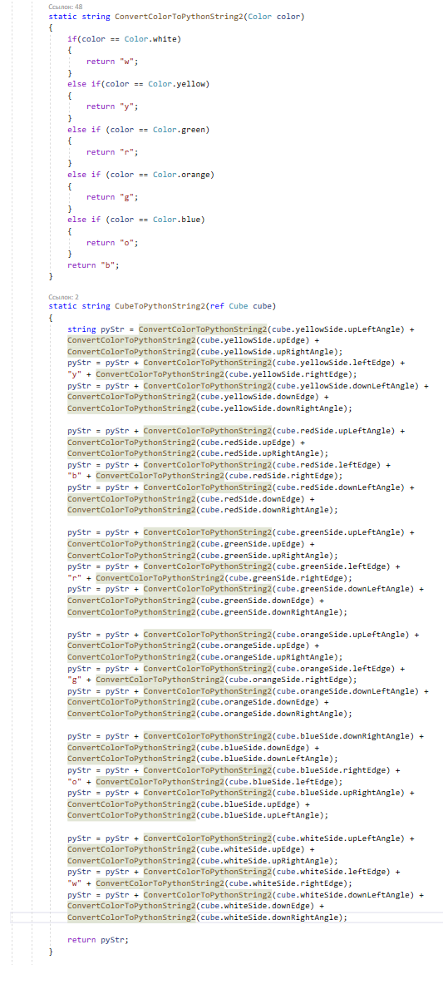 Ссылок: 48
static string ConvertColorToPythonString2(Color color)
{
if(color == Color.white)
{
return "w";
}
else if(color == Color.yellow)
{
return "y";
}
else if (color == Color.green)
{
return "r";
}
else if (color == Color.orange)
{
return "g";
}
else if (color == Color.blue)
{
return "o";
}
return "b";
}
Ссылок: 2
static string CubeToPythonString2(ref Cube cube)
{
string pyStr = ConvertColorToPythonString2(cube.yellowSide.upLeftAngle) +
ConvertColorToPythonString2(cube.yellowSide.upEdge) +
ConvertColorToPythonString2(cube.yellowSide.upRightAngle);
pyStr = pyStr + ConvertColorToPythonString2(cube.yellowSide.leftEdge) +
"y" + ConvertColorToPythonString2(cube.yellowSide.rightEdge);
pyStr = pyStr + ConvertColorToPythonString2(cube.yellowSide.downLeftAngle) +
ConvertColorToPythonString2(cube.yellowSide.downEdge) +
ConvertColorToPythonString2(cube.yellowSide.downRightAngle);
pyStr = pyStr + ConvertColorToPythonString2(cube.redSide.upLeftAngle) +
ConvertColorToPythonString2(cube.redSide.upEdge) +
ConvertColorToPythonString2(cube.redSide.upRightAngle);
pyStr = pyStr + ConvertColorToPythonString2(cube.redSide.leftEdge) +
"b" + ConvertColorToPythonString2(cube.redSide.rightEdge);
pyStr = pyStr + ConvertColorToPythonString2(cube.redSide.downLeftAngle) +
ConvertColorToPythonString2(cube.redSide.downEdge) +
ConvertColorToPythonString2(cube.redSide.downRightAngle);
pyStr = pyStr + ConvertColorToPythonString2(cube.greenSide.upLeftAngle) +
ConvertColorToPythonString2(cube.greenSide.upEdge) +
ConvertColorToPythonString2(cube.greenSide.upRightAngle);
pyStr = pyStr + ConvertColorToPythonString2(cube.greenSide.leftEdge) +
"r" + ConvertColorToPythonString2(cube.greenSide.rightEdge);
pyStr = pyStr + ConvertColorToPythonString2(cube.greenSide.downLeftAngle) +
ConvertColorToPythonString2(cube.greenSide.downEdge) +
ConvertColorToPythonString2(cube.greenSide.downRightAngle);
pyStr = pyStr + ConvertColorToPythonString2(cube.orangeSide.upLeftAngle) +
ConvertColorToPythonString2(cube.orangeSide.upEdge) +
ConvertColorToPythonString2(cube.orangeSide.upRightAngle);
pyStr = pyStr + ConvertColorToPythonString2(cube.orangeSide.leftEdge) +
"g" + ConvertColorToPythonString2(cube.orangeSide.rightEdge);
pyStr = pyStr + ConvertColorToPythonString2(cube.orangeSide.downLeftAngle) +
ConvertColorToPythonString2(cube.orangeSide.downEdge) +
ConvertColorToPythonString2(cube.orangeSide.downRightAngle);
pyStr = pyStr + ConvertColorToPythonString2(cube.blueSide.downRightAngle) +
ConvertColorToPythonString2(cube.blueSide.downEdge) +
ConvertColorToPythonString2(cube.blueSide.downLeftAngle);
pyStr = pyStr + ConvertColorToPythonString2(cube.blueSide.rightEdge) +
"o" + ConvertColorToPythonString2(cube.blueSide.leftEdge);
pyStr = pyStr + ConvertColorToPythonString2(cube.blueSide.upRightAngle) +
ConvertColorToPythonString2(cube.blueSide.upEdge) +
ConvertColorToPythonString2(cube.blueSide.upLeftAngle);
pyStr = pyStr + ConvertColorToPythonString2(cube.whiteSide.upLeftAngle) +
ConvertColorToPythonString2(cube.whiteSide.upEdge) +
ConvertColorToPythonString2(cube.whiteSide.upRightAngle);
pyStr = pyStr + ConvertColorToPythonString2(cube.whiteSide.leftEdge) +
"w" + ConvertColorToPythonString2(cube.whiteSide.rightEdge);
pyStr = pyStr + ConvertColorToPythonString2(cube.whiteSide.downLeftAngle) +
ConvertColorToPythonString2(cube.whiteSide.downEdge) +
ConvertColorToPythonString2(cube.whiteSide.downRightAngle);
return pyStr;
}